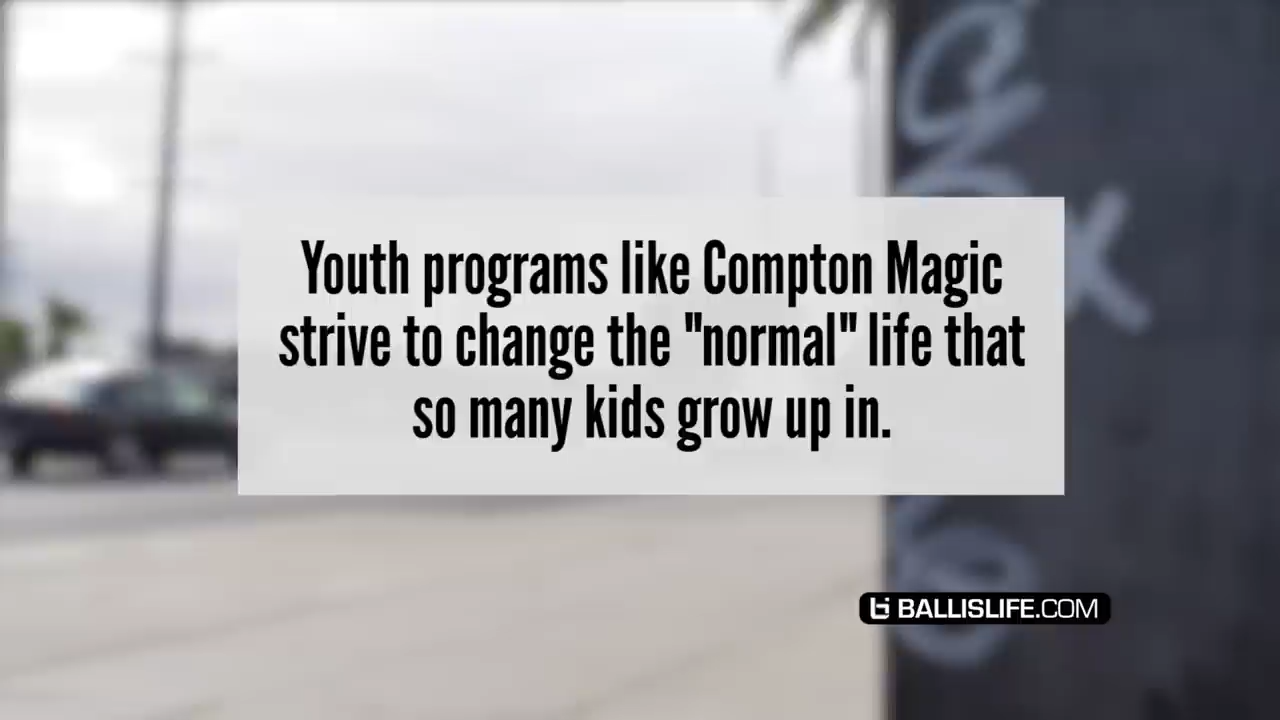 Youth programs like Compton Magic
strive to change the "normal" life that
so many kids grow up in.
BALLISLIFE.COM